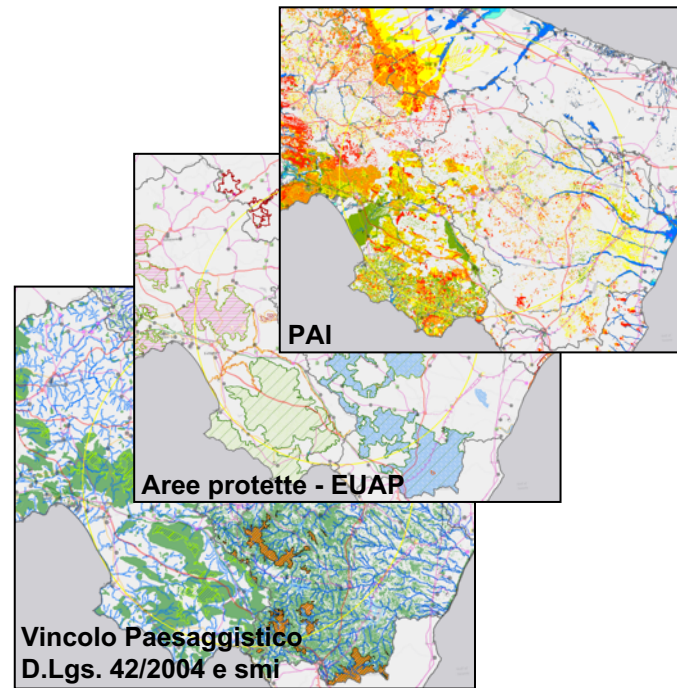 PAI
Aree protette - EUAP
Vincolo Paesaggistico
D.Lgs. 42/2004 e smi